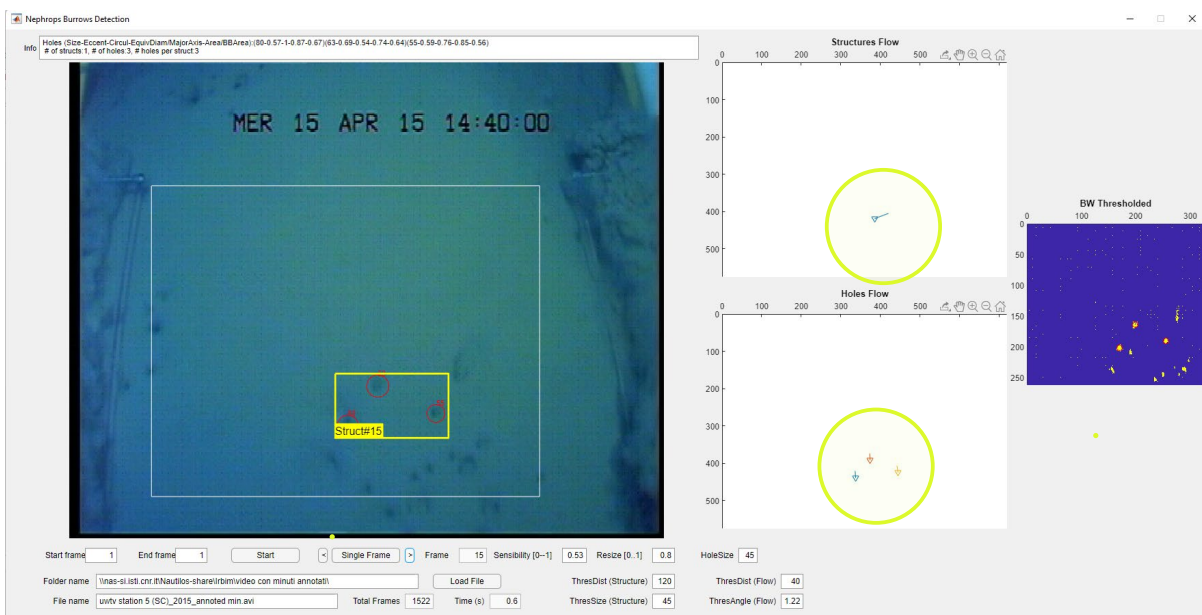 Nephrops Burrows Detection
Info
Holes (Size-Eccent-Circul-EquivDiam/MajorAxis-Area/BBArea):(80-0.57-1-0.87-0.67)(63-0.69-0.54-0.74-0.64)(55-0.59-0.76-0.85-0.56)
# of structs:1, # of holes:3, # holes per struct:3
MER 15 APR 15 14:40:00
Struct#15
Structures Flow
0 100 200 300 400 500
0
100
200
300
400
500
Holes Flow
0 100 200 300 400 500
0
100
200
300
400
500
BW Thresholded
0 100 200 300
0
50
100
150
200
250
Start frame 1 End frame 1 Start < Single Frame > Frame 15 Sensibility [0--1] 0.53 Resize [0..1] 0.8 HoleSize 45
Folder name \\nas-si.isti.cnr.it\Nautilos-share\Irbim\video con minuti annotati\ Load File ThresDist (Structure) 120 ThresDist (Flow) 40
File name uwtv station 5 (SC)_2015_annoted min.avi Total Frames 1522 Time (s) 0.6 ThresSize (Structure) 45 ThresAngle (Flow) 1.22